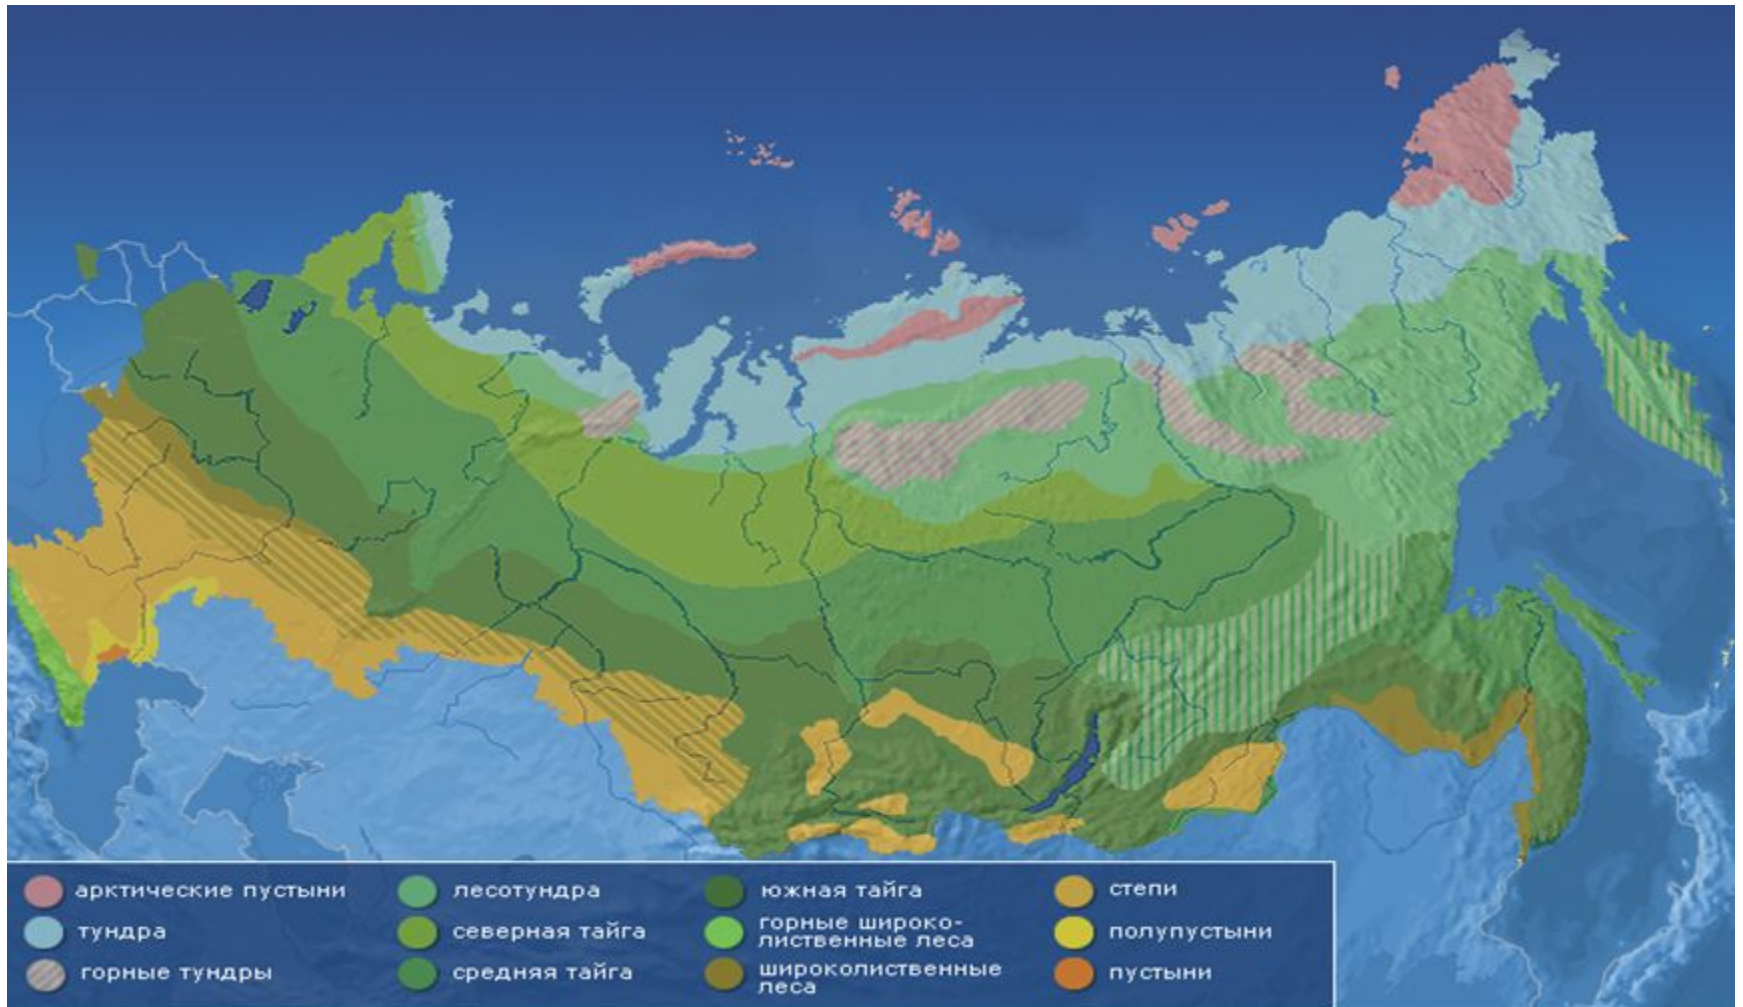 арктические пустыни
тундра
горные тундры
лесотундра
северная тайга
средняя тайга
южная тайга
горные широко-
лиственные леса
широколиственные
леса
степи
полупустыни
пустыни